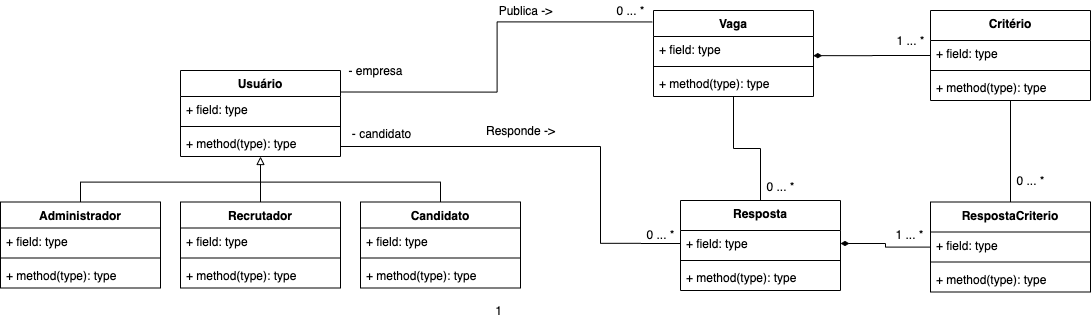 Publica ->
0 ... *
Vaga
+ field: type
+ method(type): type
1 ... *
Critério
+ field: type
+ method(type): type
- empresa
Usuário
+ field: type
+ method(type): type
- candidato
Responde ->
0 ... *
0 ... *
0 ... *
Administrador
+ field: type
+ method(type): type
Recrutador
+ field: type
+ method(type): type
Candidato
+ field: type
+ method(type): type
Resposta
+ field: type
+ method(type): type
1 ... *
RespostaCriterio
+ field: type
+ method(type): type
1